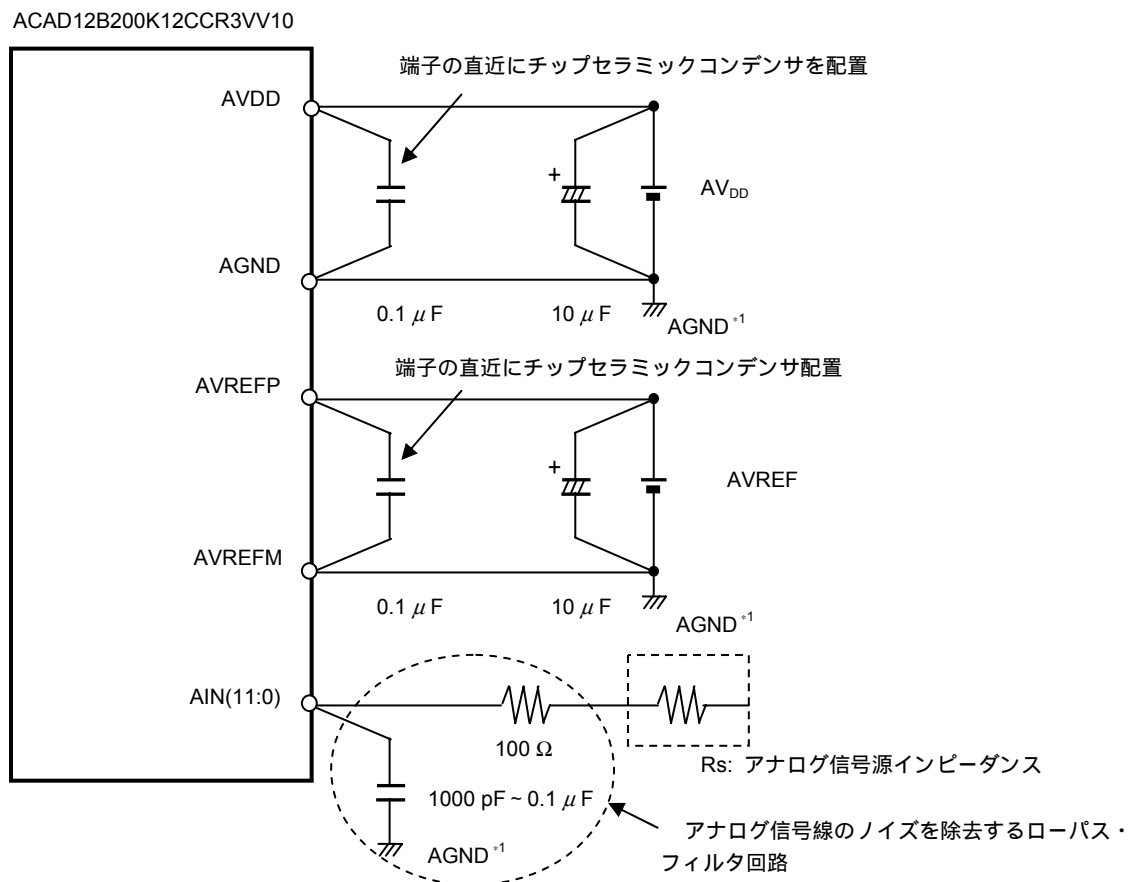 ACAD12B200K12CCR3VV10
端子の直近にチップセラミックコンデンサを配置
AVDD
+
AVDD
AGND
0.1 μF
10 μF
AGND *1
端子の直近にチップセラミックコンデンサ配置
AVREFP
+
AVREF
AVREFM
0.1 μF
10 μF
AGND *1
AIN(11:0)
100 Ω
Rs: アナログ信号源インピーダンス
1000 pF ~ 0.1 μF
アナログ信号線のノイズを除去するローパス・
フィルタ回路
AGND *1